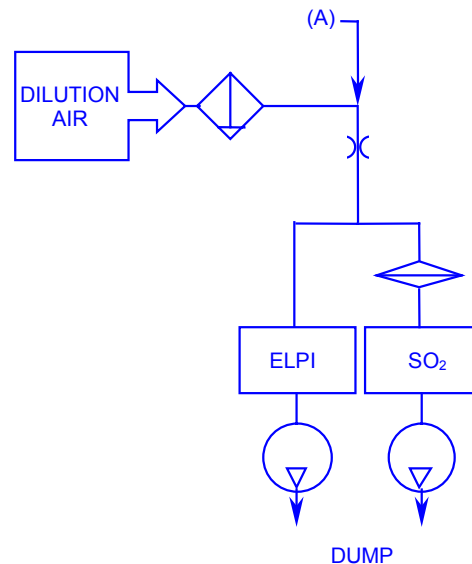 (A)
DILUTION
AIR
ELPI
SO₂
DUMP